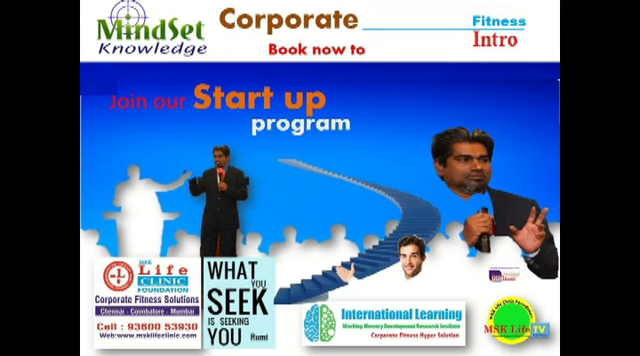 MindSet
Knowledge
Corporate
Fitness
Book now to
Intro
Join our Start up
program
MSK
Life
CLINIC
FOUNDATION
Corporate Fitness Solutions
Chennai - Coimbatore - Mumbai
Cell : 93600 53930
Web:www.msklifeclinic.com
WHAT
YOU
SEEK
IS SEEKING
YOU
Rumi
International Learning
Working Memory Development Research Institute
Corporate Fitness Hyper Solution
MSK Life TV